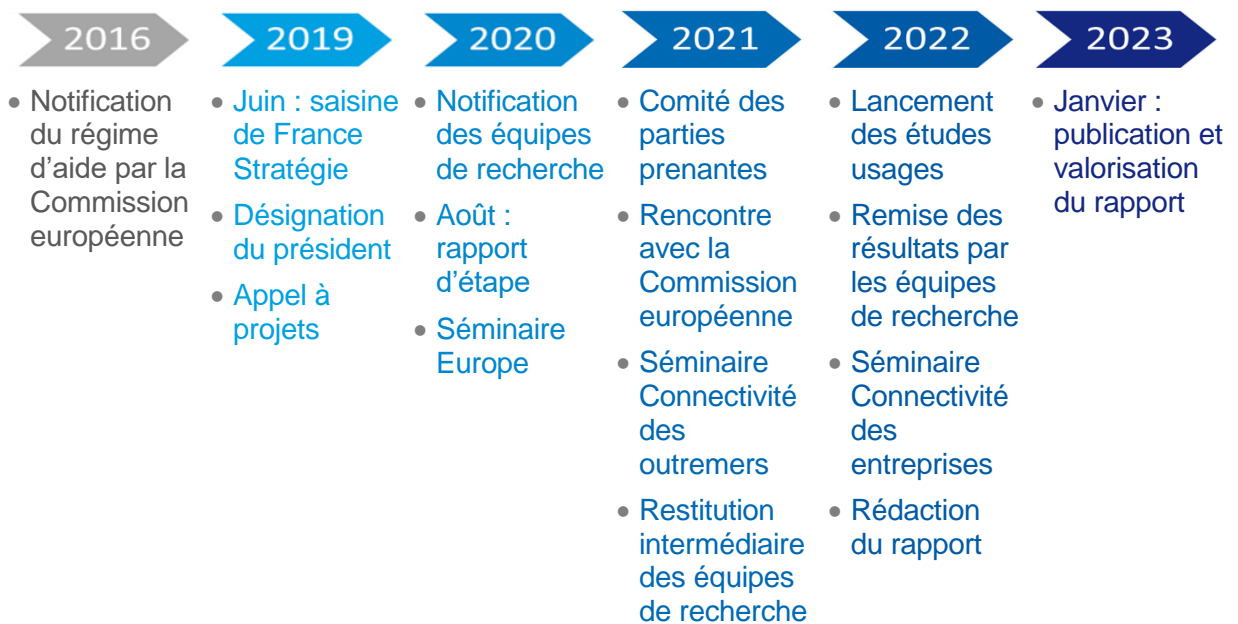 2016
Notification
du régime
d’aide par la
Commission
européenne
2019
Juin : saisine
de France
Stratégie
Désignation
du président
Appel à
projets
2020
Notification
des équipes
de recherche
Août :
rapport
d’étape
Séminaire
Europe
2021
Comité des
parties
prenantes
Rencontre
avec la
Commission
européenne
Séminaire
Connectivité
des
outremers
Restitution
intermédiaire
des équipes
de recherche
2022
Lancement
des études
usages
Remise des
résultats par
les équipes
de recherche
Séminaire
Connectivité
des
entreprises
Rédaction
du rapport
2023
Janvier :
publication et
valorisation
du rapport